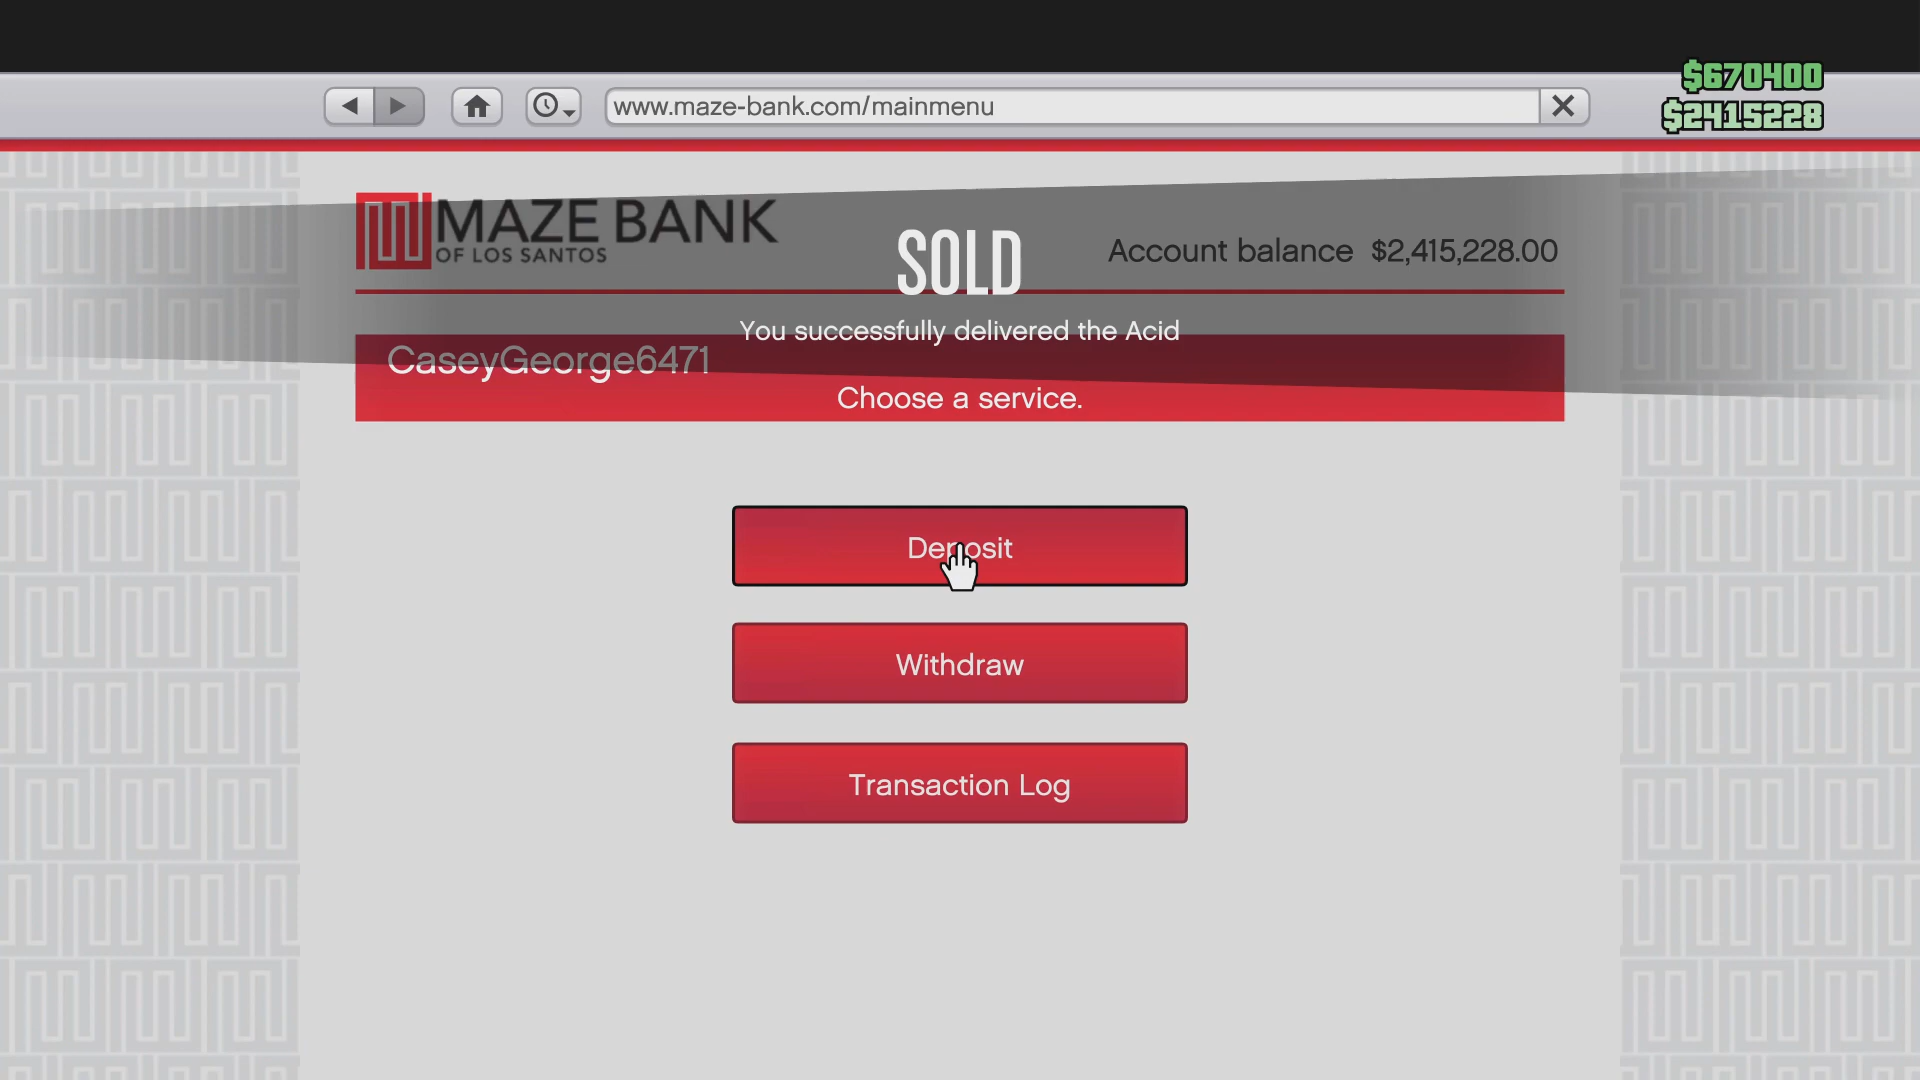 www.maze-bank.com/mainmenu
$670400
$2415228
MAZE BANK
OF LOS SANTOS
SOLD
Account balance $2,415,228.00
You successfully delivered the Acid
CaseyGeorge6471
Choose a service.
Deposit
Withdraw
Transaction Log